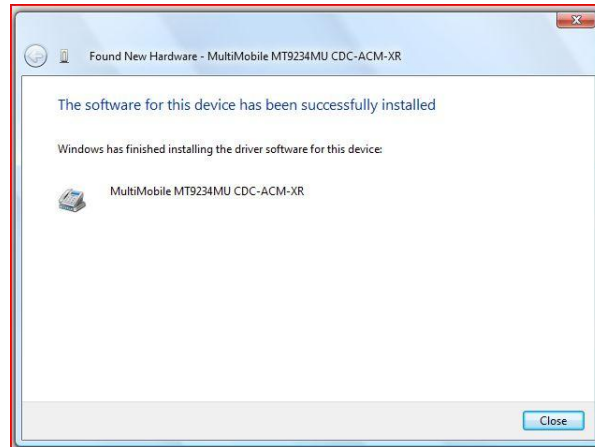 Found New Hardware - MultiMobile MT9234MU CDC-ACM-XR
The software for this device has been successfully installed
Windows has finished installing the driver software for this device:
MultiMobile MT9234MU CDC-ACM-XR
Close